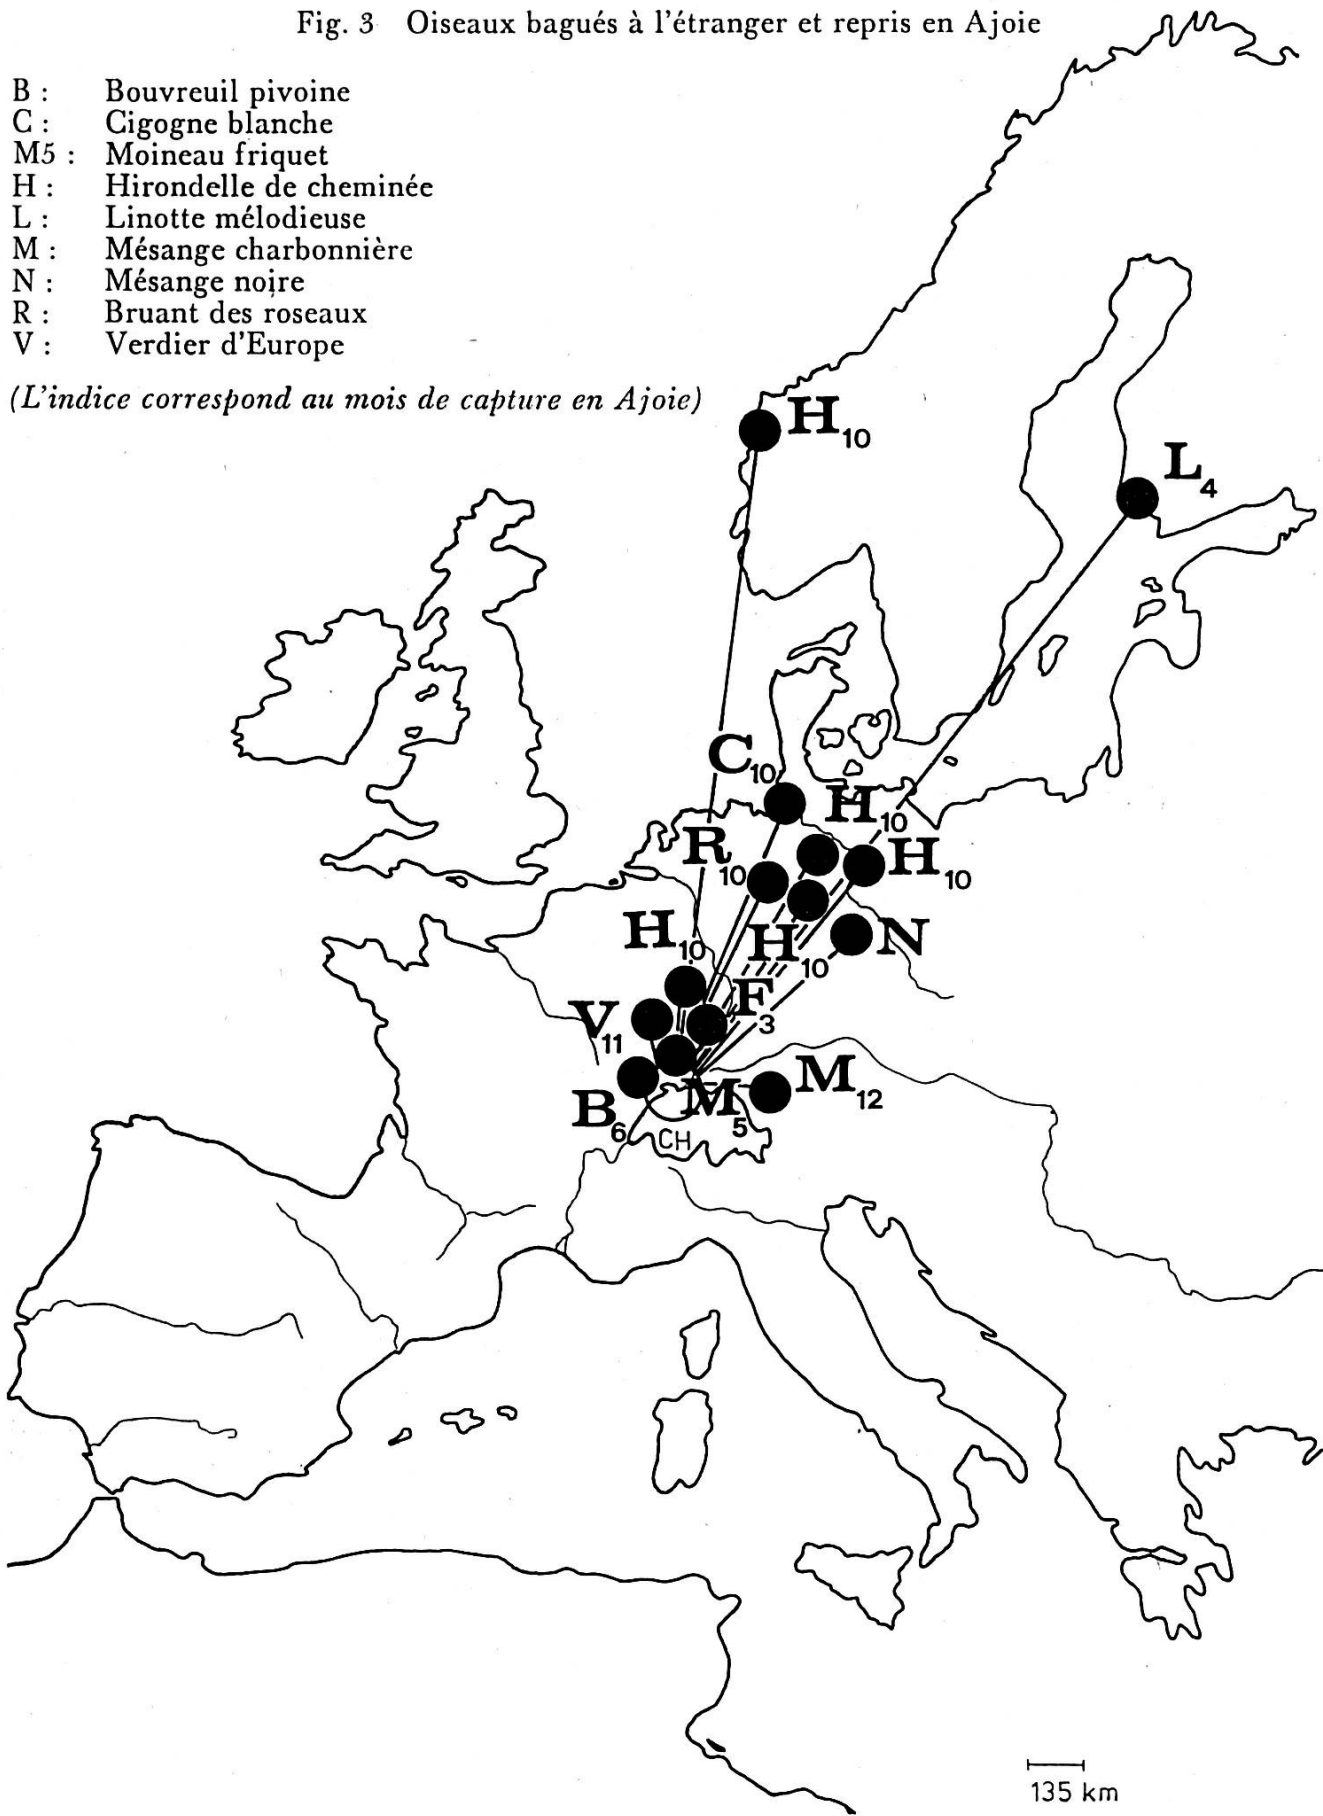 Fig. 3 Oiseaux bagués à l'étranger et repris en Ajoie
B : Bouvreuil pivoine
C : Cigogne blanche
M5 : Moineau friquet
H : Hirondelle de cheminée
L : Linotte mélodieuse
M : Mésange charbonnière
N : Mésange noire
R : Bruant des roseaux
V : Verdier d'Europe
(L'indice correspond au mois de capture en Ajoie)
H10
L4
C10
H10
R10
H10
H10
H10
N
F3
V11
M12
B6
M5
CH
135 km